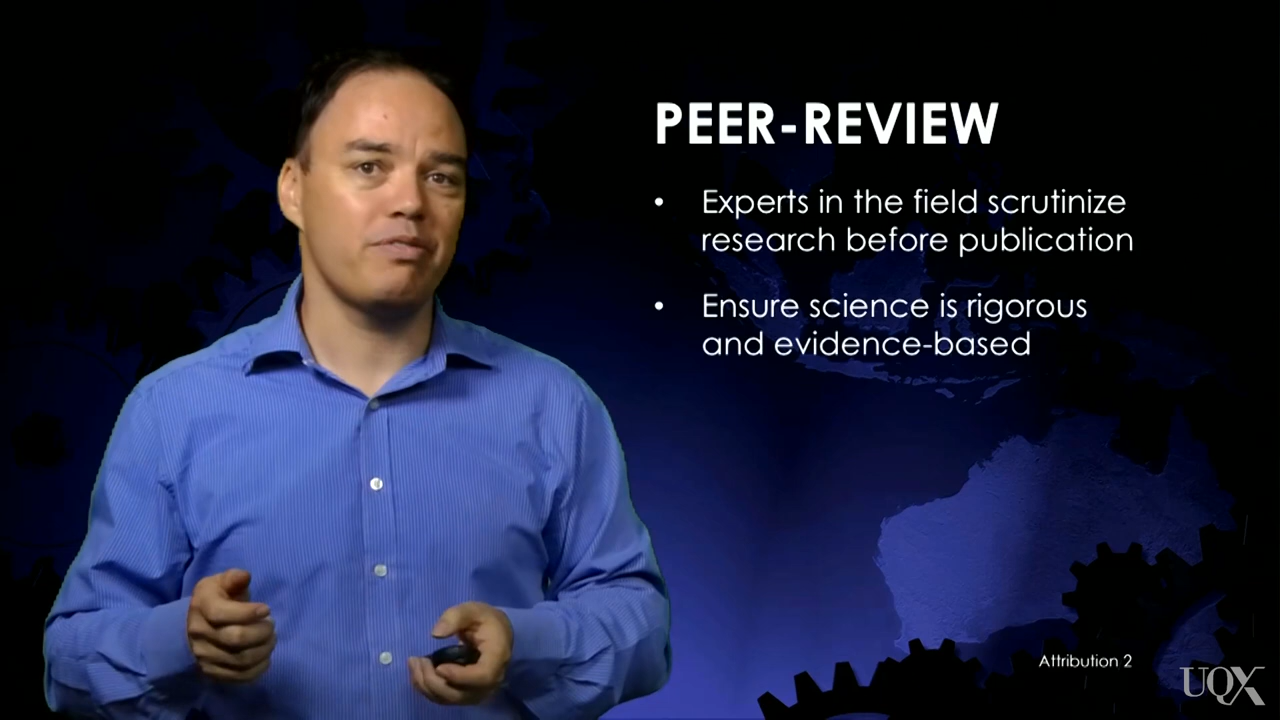 PEER-REVIEW
• Experts in the field scrutinize
research before publication
• Ensure science is rigorous
and evidence-based
Attribution 2
UQX